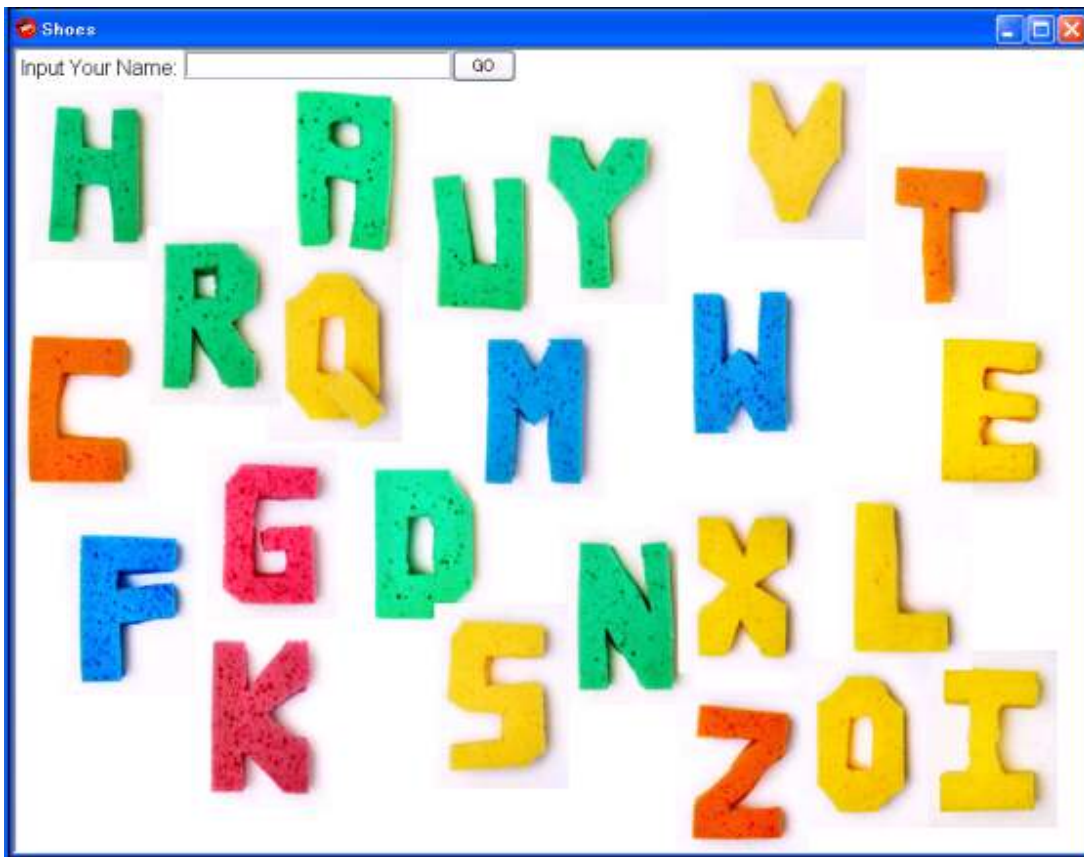 Shoes
Input Your Name: GO
H A U Y V T
R Q M W
C E
G D
F N X L
K S
Z O I